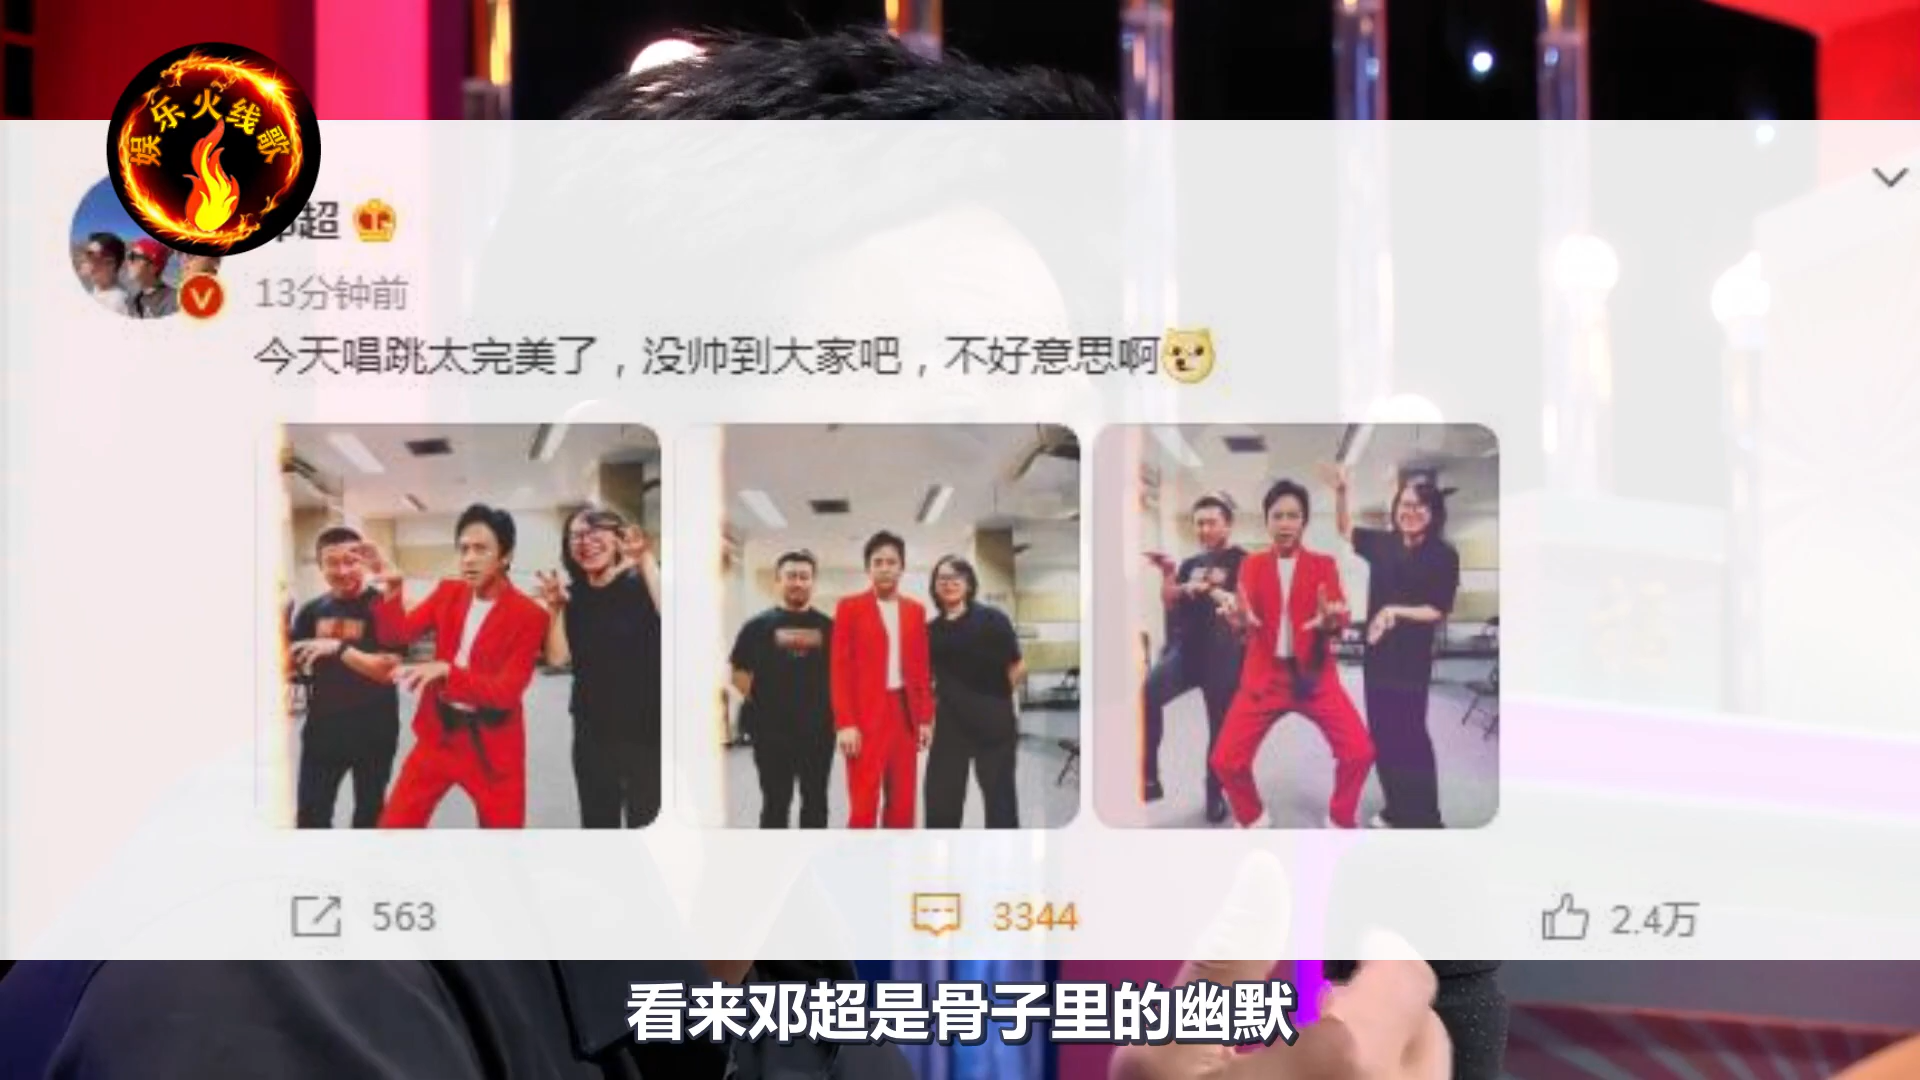 娱乐火线歌
邓超
13分钟前
今天唱跳太完美了，没帅到大家吧，不好意思啊
563
3344
2.4万
看来邓超是骨子里的幽默